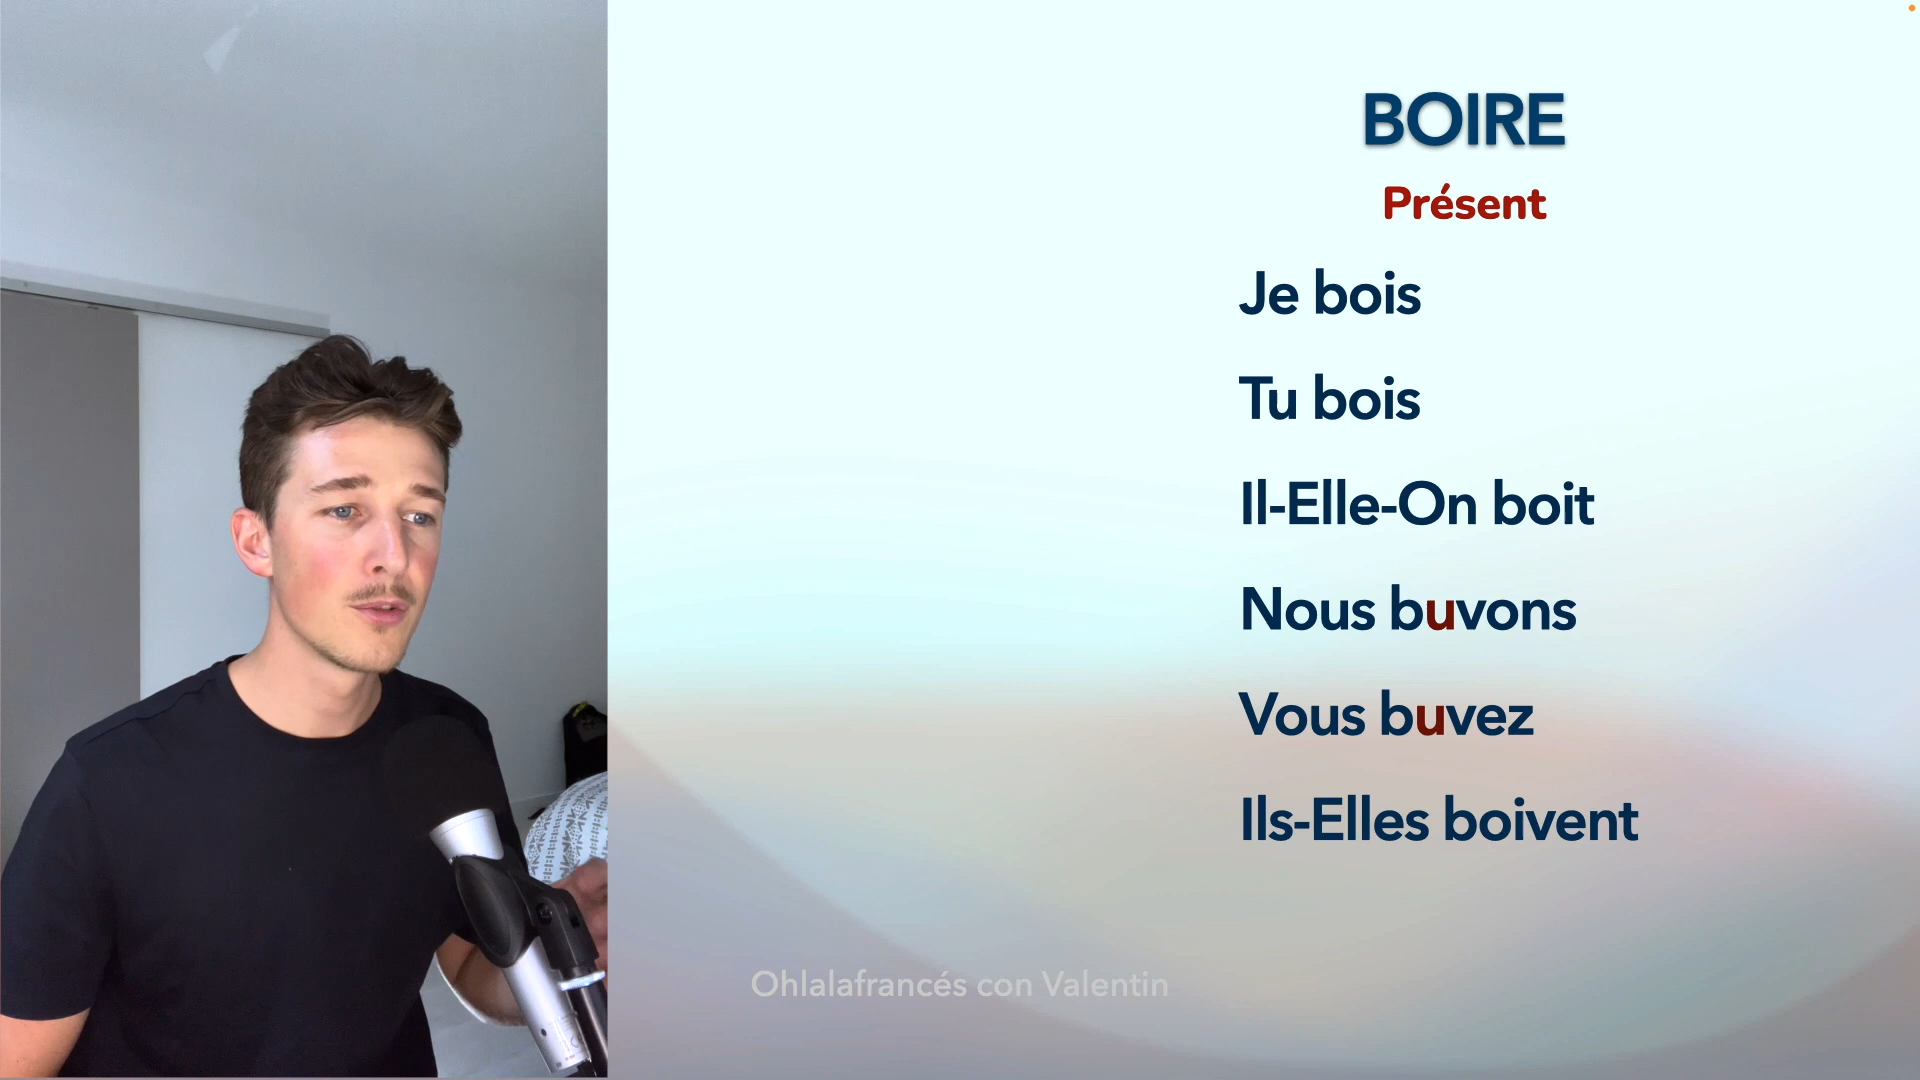 BOIRE
Présent
Je bois
Tu bois
Il-Elle-On boit
Nous buvons
Vous buvez
Ils-Elles boivent
Ohlalafrancés con Valentin